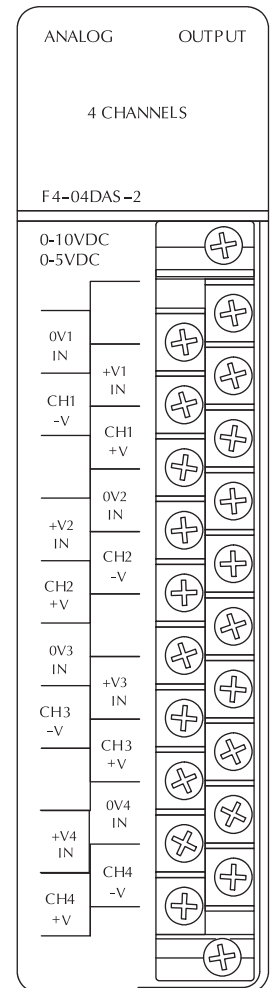 ANALOG OUTPUT
4 CHANNELS
F4-04DAS-2
0-10VDC
0-5VDC
0V1
IN
+V1
IN
CH1
-V
CH1
+V
0V2
IN
+V2
IN
CH2
-V
CH2
+V
0V3
IN
+V3
IN
CH3
-V
CH3
+V
0V4
IN
+V4
IN
CH4
-V
CH4
+V